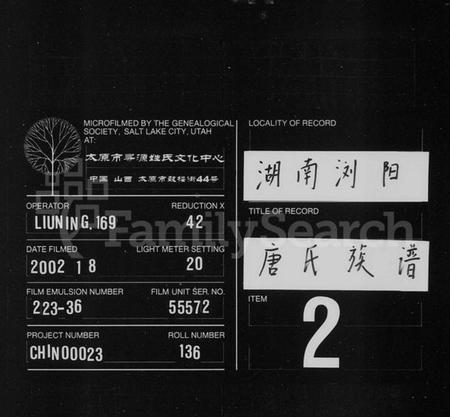 MICROFILMED BY THE GENEALOGICAL
SOCIETY, SALT LAKE CITY, UTAH
AT:
太原市寻源姓氏文化中心
中国 山西 太原市鼓楼街44号
OPERATOR
LIUNING.169
REDUCTION X
42
DATE FILMED
2002 1 8
LIGHT METER SETTING
20
FILM EMULSION NUMBER
223-36
FILM UNIT SER. NO.
55572
PROJECT NUMBER
CHIN00023
ROLL NUMBER
136
LOCALITY OF RECORD
湖南浏阳
TITLE OF RECORD
唐氏族谱
ITEM
2
FamilySearch